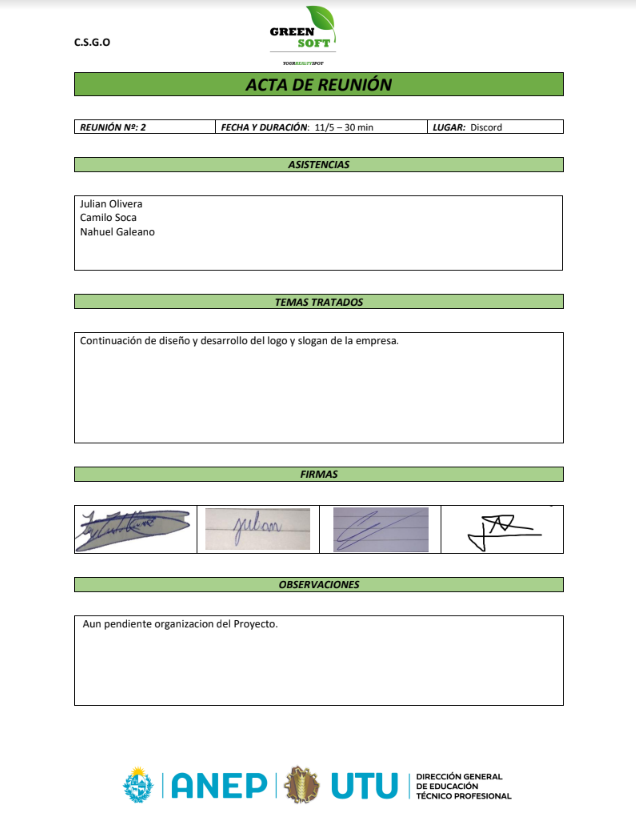 C.S.G.O
GREEN
SOFT
YOURBEALTYSPOT
ACTA DE REUNIÓN
REUNIÓN Nº: 2 FECHA Y DURACIÓN: 11/5 – 30 min LUGAR: Discord
ASISTENCIAS
Julian Olivera
Camilo Soca
Nahuel Galeano
TEMAS TRATADOS
Continuación de diseño y desarrollo del logo y slogan de la empresa.
FIRMAS
julian
OBSERVACIONES
Aun pendiente organizacion del Proyecto.
ANEP UTU
DIRECCIÓN GENERAL
DE EDUCACIÓN
TÉCNICO PROFESIONAL